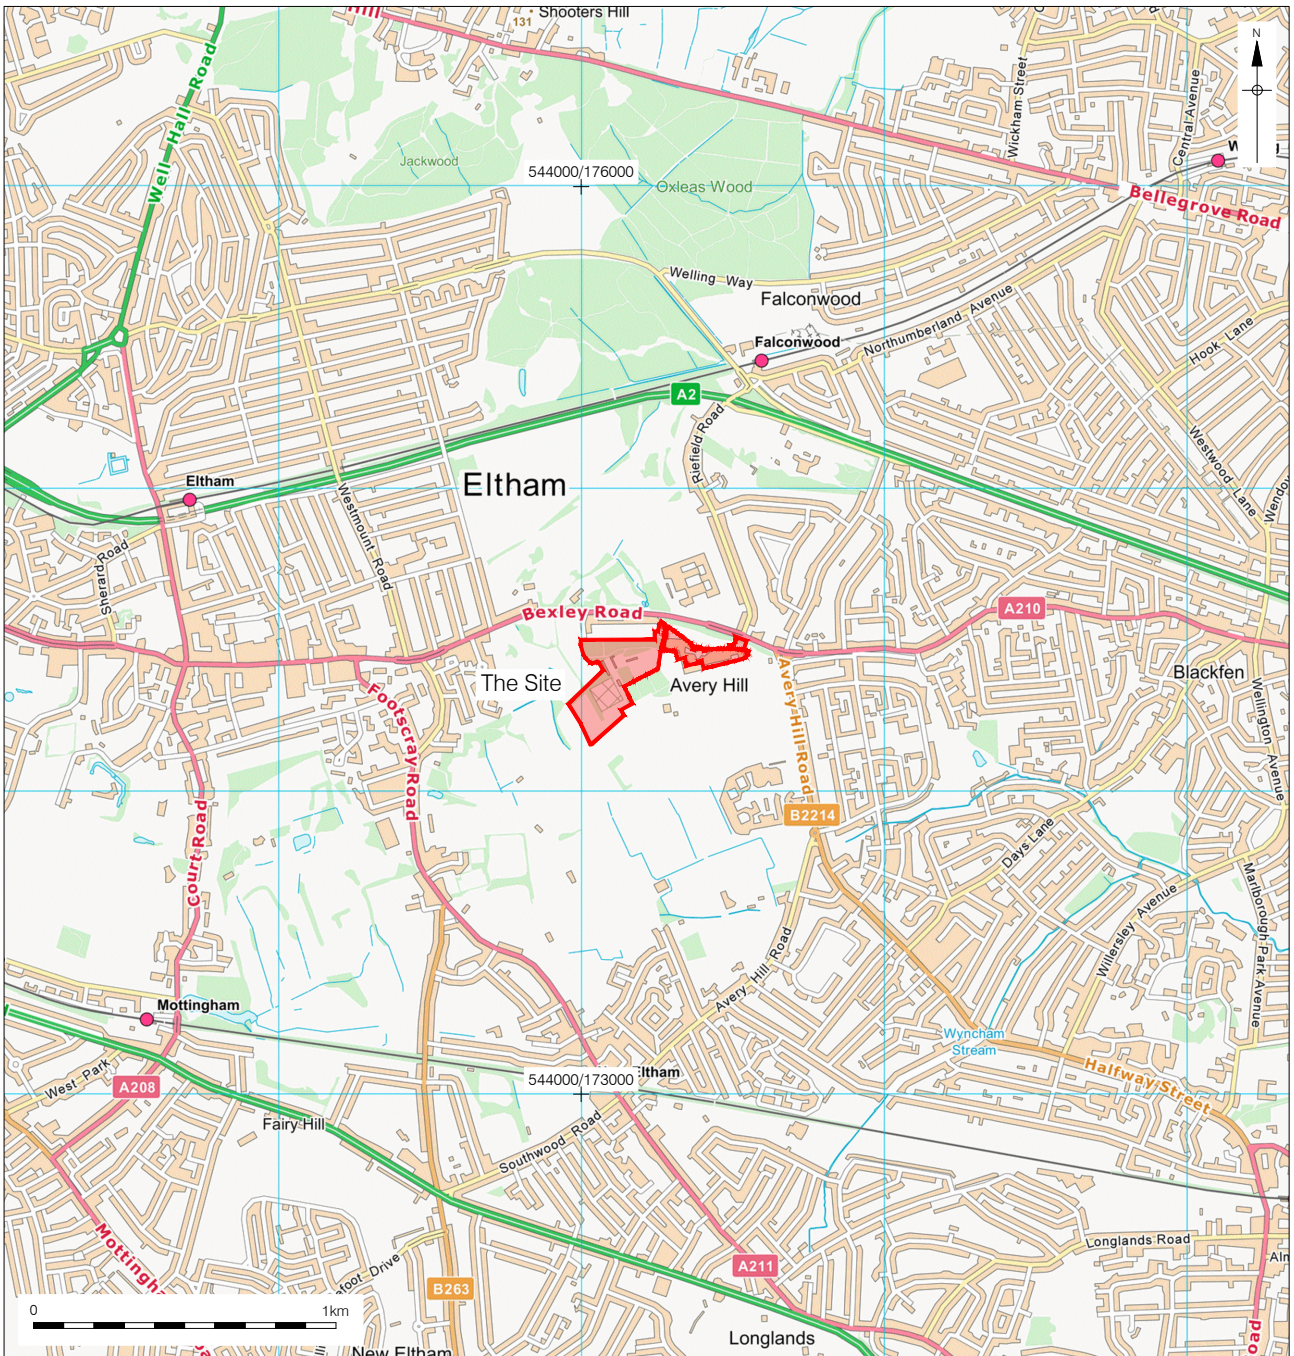 Hill
131
Shooters Hill
N
Well Hall Road
Wickham Street
Central Avenue
Jackwood
544000/176000
Oxleas Wood
Bellegrove Road
Welling Way
Falconwood
Falconwood
Northumberland Avenue
Hook Lane
A2
Riefield Road
Westwood Lane
Eltham
Eltham
Westmount Road
Sherard Road
Bexley Road
A210
The Site
Avery Hill
Blackfen
Footscray Road
Avery Hill Road
Wellington Avenue
B2214
Court Road
Days Lane
Marlborough Park Avenue
Willersley Avenue
Avery Hill Road
Mottingham
Wyncham
Stream
West Park
A208
544000/173000
Eltham
Halfway Street
Fairy Hill
Southwood Road
Longlands Road
A211
B263
Drive
0
1km
Longlands
New Eltham